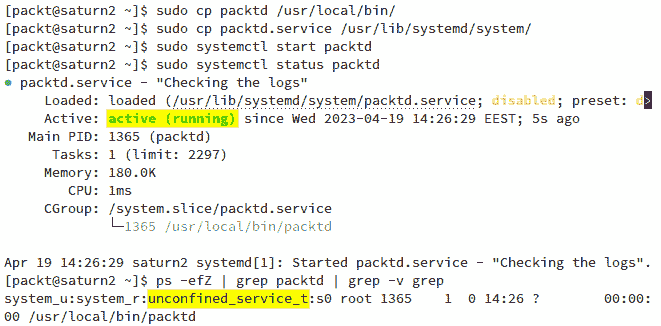 [packt@saturn2 ~]$ sudo cp packtd /usr/local/bin/
[packt@saturn2 ~]$ sudo cp packtd.service /usr/lib/systemd/system/
[packt@saturn2 ~]$ sudo systemctl start packtd
[packt@saturn2 ~]$ sudo systemctl status packtd
● packtd.service - "Checking the logs"
     Loaded: loaded (/usr/lib/systemd/system/packtd.service; disabled; preset: d>
     Active: active (running) since Wed 2023-04-19 14:26:29 EEST; 5s ago
   Main PID: 1365 (packtd)
      Tasks: 1 (limit: 2297)
     Memory: 180.0K
        CPU: 1ms
     CGroup: /system.slice/packtd.service
             └─1365 /usr/local/bin/packtd
Apr 19 14:26:29 saturn2 systemd[1]: Started packtd.service - "Checking the logs".
[packt@saturn2 ~]$ ps -efZ | grep packtd | grep -v grep
system_u:system_r:unconfined_service_t:s0 root 1365    1  0 14:26 ?        00:00:
00 /usr/local/bin/packtd